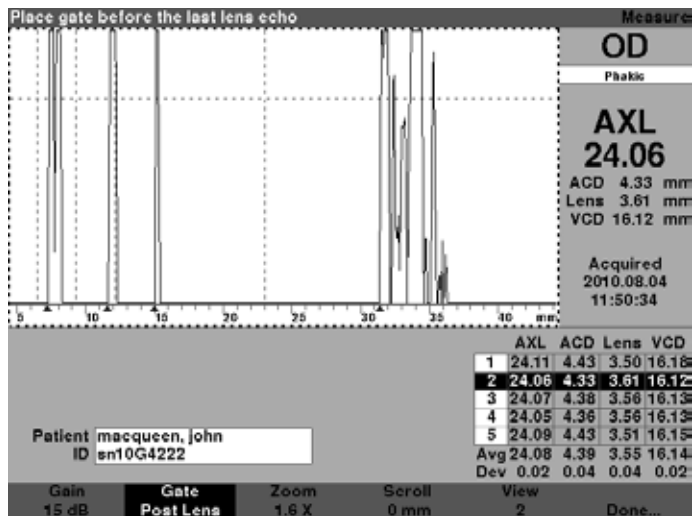 Place gate before the last lens echo
Measure
OD
Phakic
AXL
24.06
ACD 4.33 mm
Lens 3.61 mm
VCD 16.12 mm
Acquired
2010.08.04
11:50:34
5 10 15 20 25 30 35 40 mm
AXL ACD Lens VCD
1 24.11 4.43 3.50 16.18
2 24.06 4.33 3.61 16.12
3 24.07 4.38 3.56 16.13
4 24.05 4.36 3.56 16.13
5 24.09 4.43 3.51 16.15
Avg 24.08 4.39 3.55 16.14
Dev 0.02 0.04 0.04 0.02
Patient macqueen, john
ID sn10G4222
Gain Gate Zoom Scroll View
15 dB Post Lens 1.6 X 0 mm 2 Done...